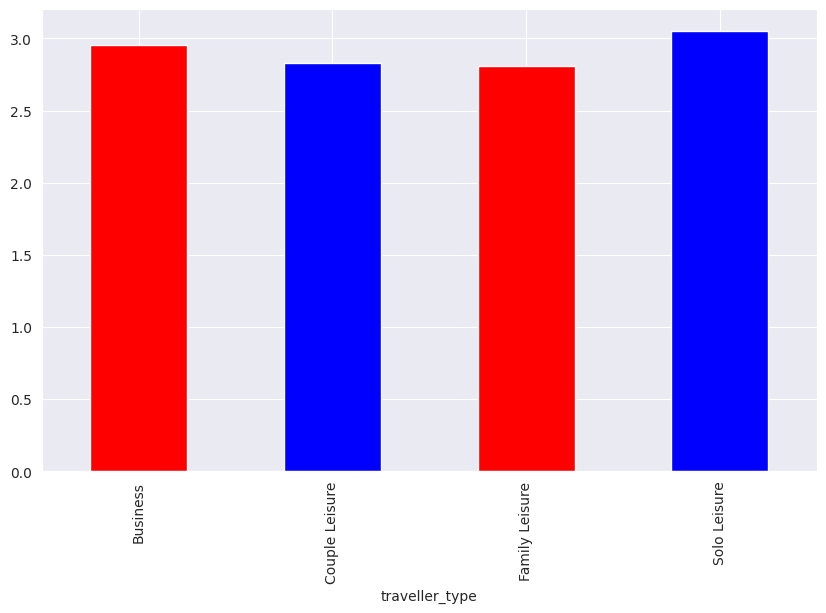 3.0
2.5
2.0
1.5
1.0
0.5
0.0
Business
Couple Leisure
Family Leisure
Solo Leisure
traveller_type